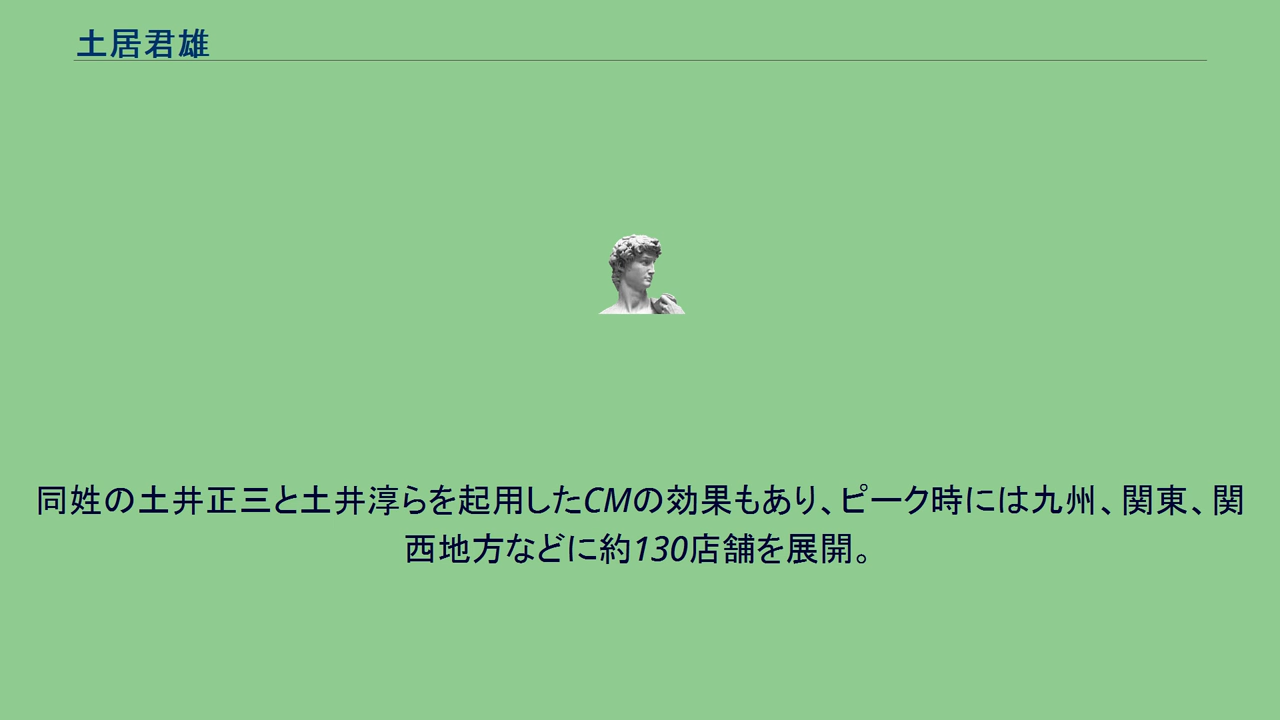 土居君雄
同姓の土井正三と土井淳らを起用したCMの効果もあり、ピーク時には九州、関東、関
西地方などに約130店舗を展開。